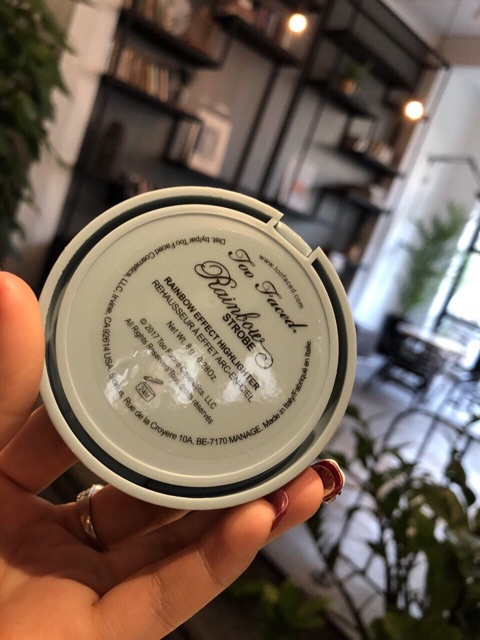 www.toofaced.com
Too Faced
Rainbow
STROBE
RAINBOW EFFECT HIGHLIGHTER
REHAUSSEUR A EFFET ARC-EN-CIEL
Net Wt. 8 0.28Oz.
© 2017 Too Faced Cosmetics, LLC
All Rights Reserved réservés
Dist. by/par Too Faced Cosmetics, LLC, Irvine, CA 92614 USA
Rue de la Croyere 10A, BE-7170 MANAGE. Made in Italy/Fabriqué en Italie.